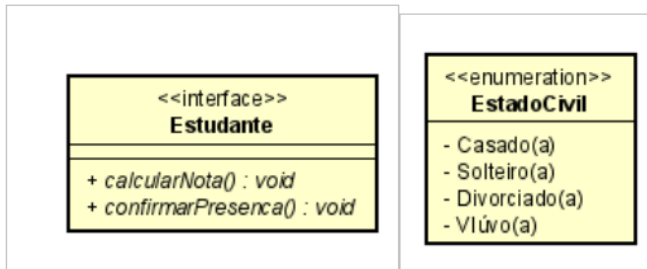 <<interface>>
Estudante
+ calcularNota() : void
+ confirmarPresenca() : void
<<enumeration>>
EstadoCivil
- Casado(a)
- Solteiro(a)
- Divorciado(a)
- VIúvo(a)